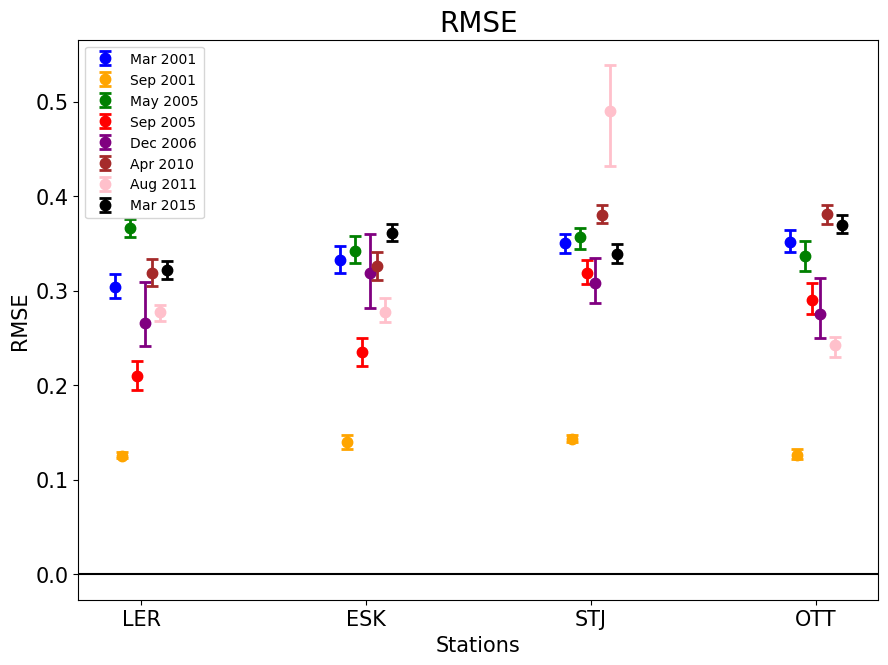 RMSE
Mar 2001
Sep 2001
May 2005
Sep 2005
Dec 2006
Apr 2010
Aug 2011
Mar 2015
RMSE
0.5
0.4
0.3
0.2
0.1
0.0
LER ESK STJ OTT
Stations